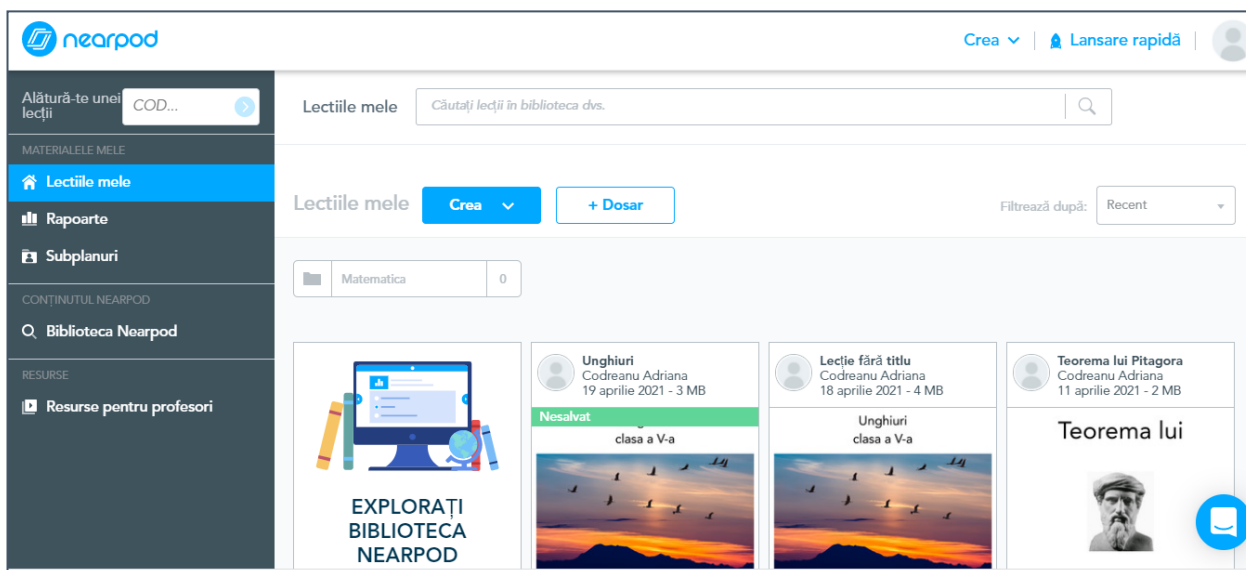 nearpod
Crea
Lansare rapidă
Alătură-te unei
lecții
COD...
Lectiile mele
Căutați lecții în biblioteca dvs.
MATERIALELE MELE
Lectiile mele
Rapoarte
Subplanuri
CONȚINUTUL NEARPOD
Biblioteca Nearpod
RESURSE
Resurse pentru profesori
Lectiile mele
Crea
+ Dosar
Filtrează după:
Recent
Matematica
0
EXPLORAȚI
BIBLIOTECA
NEARPOD
Unghiuri
Codreanu Adriana
19 aprilie 2021 - 3 MB
Nesalvat
clasa a V-a
Lecție fără titlu
Codreanu Adriana
18 aprilie 2021 - 4 MB
Unghiuri
clasa a V-a
Teorema lui Pitagora
Codreanu Adriana
11 aprilie 2021 - 2 MB
Teorema lui